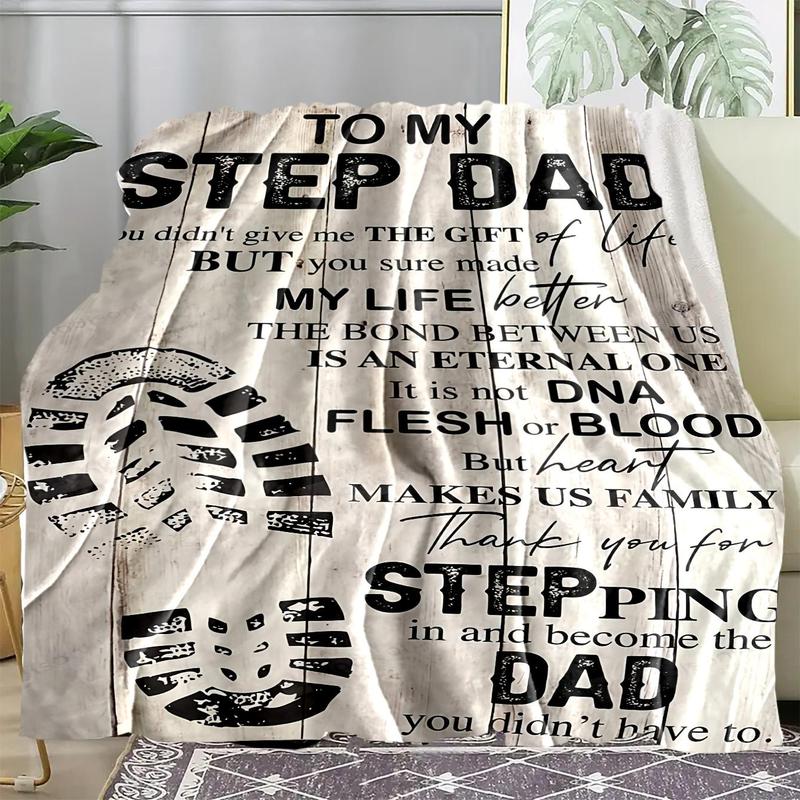 TO MY
STEP DAD
ou didn't give me THE GIFT of life
BUT you sure made
MY LIFE better
THE BOND BETWEEN US
IS AN ETERNAL ONE
It is not DNA
FLESH or BLOOD
But heart
MAKES US FAMILY
Thank you for
STEPPING
in and become the
DAD
you didn't have to.